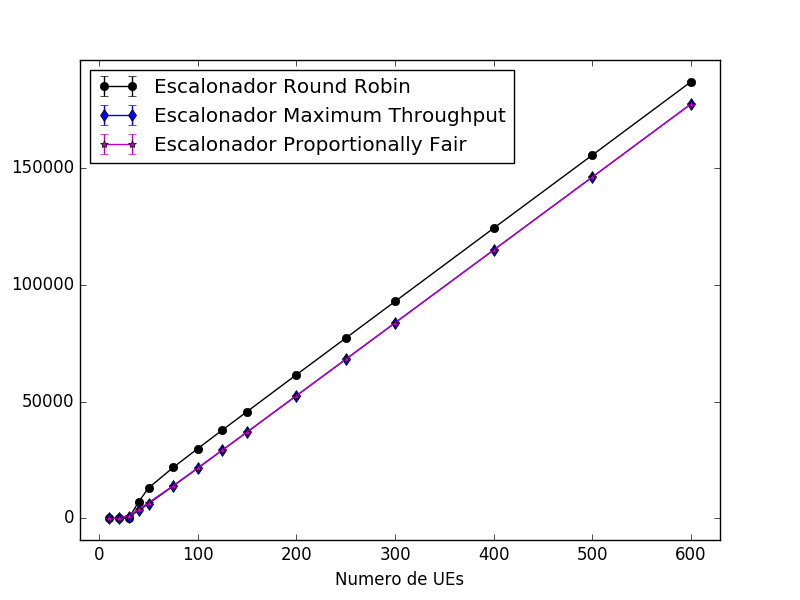 Escalonador Round Robin
Escalonador Maximum Throughput
Escalonador Proportionally Fair
150000
100000
50000
0
0 100 200 300 400 500 600
Numero de UEs